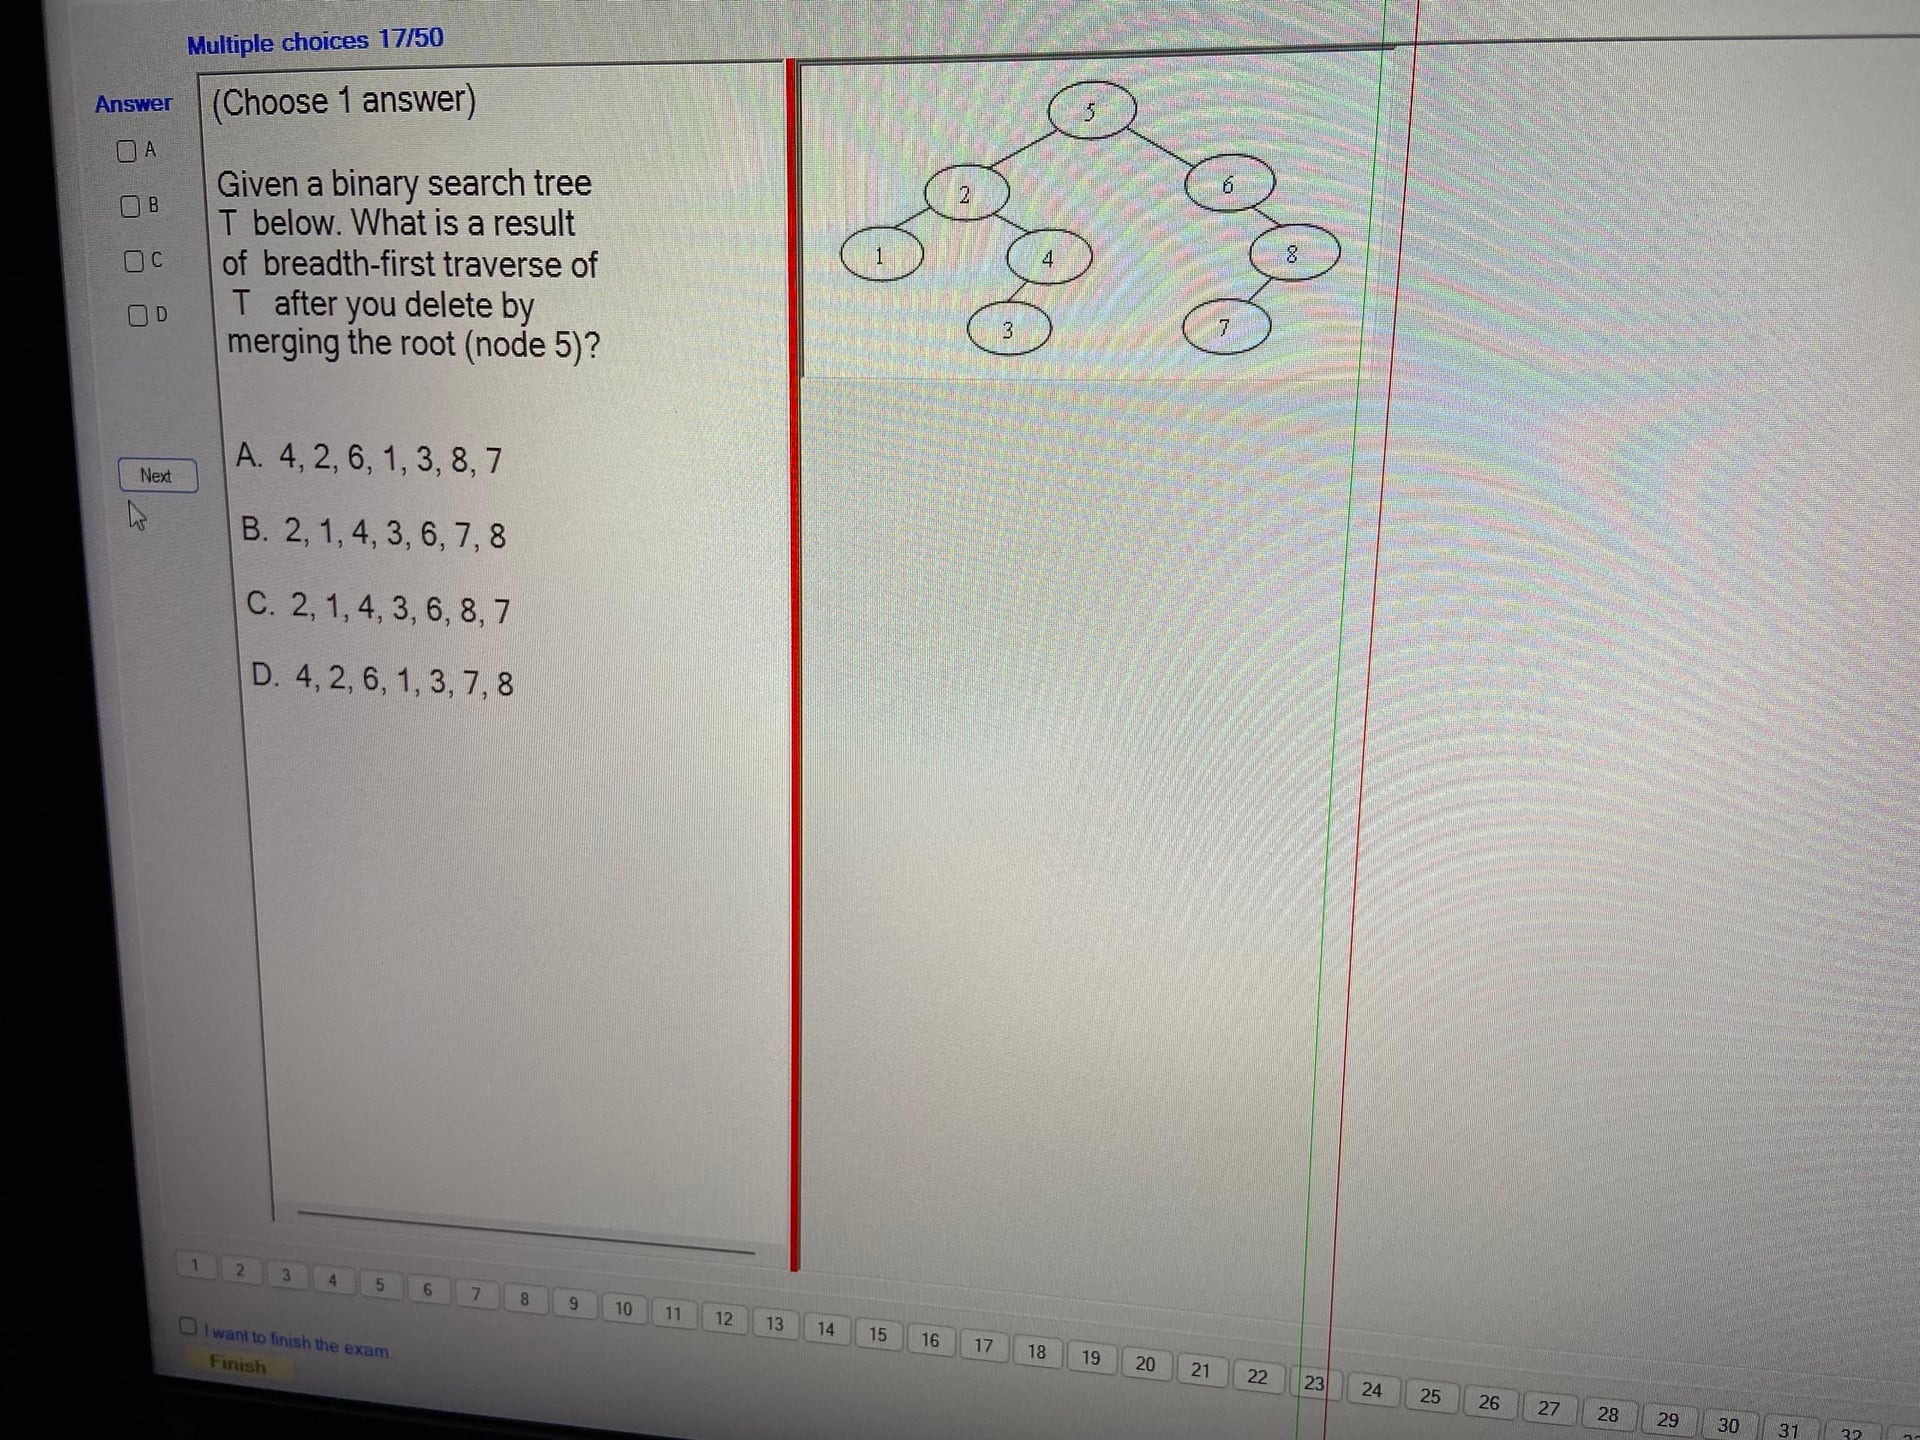 Multiple choices 17/50
Answer
A
B
C
D
Next
(Choose 1 answer)
Given a binary search tree
T below. What is a result
of breadth-first traverse of
T after you delete by
merging the root (node 5)?
A. 4, 2, 6, 1, 3, 8, 7
B. 2, 1, 4, 3, 6, 7, 8
C. 2, 1, 4, 3, 6, 8, 7
D. 4, 2, 6, 1, 3, 7, 8
5
2 6
1 4 8
3 7
1 2 3 4 5 6 7 8 9 10 11 12 13 14 15 16 17 18 19 20 21 22 23 24 25 26 27 28 29 30 31 32
I want to finish the exam.
Finish